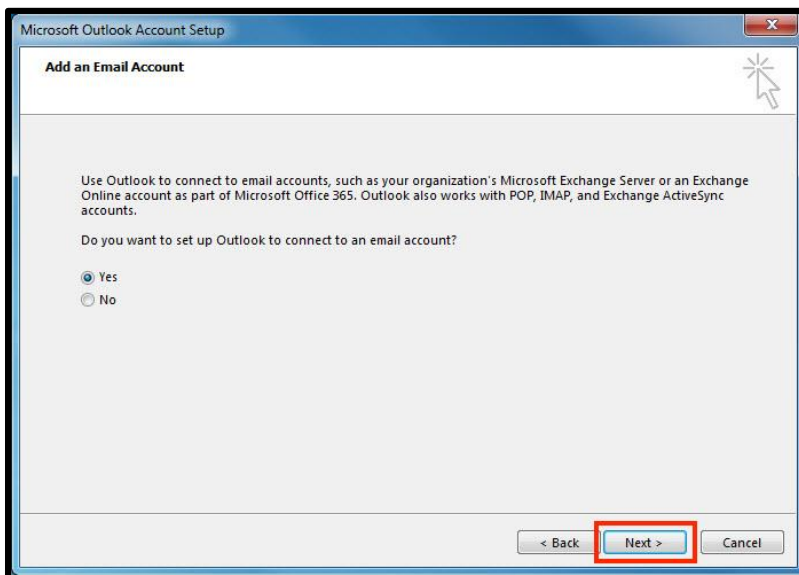 Microsoft Outlook Account Setup
x
Add an Email Account
Use Outlook to connect to email accounts, such as your organization's Microsoft Exchange Server or an Exchange
Online account as part of Microsoft Office 365. Outlook also works with POP, IMAP, and Exchange ActiveSync
accounts.
Do you want to set up Outlook to connect to an email account?
Yes
No
< Back
Next >
Cancel